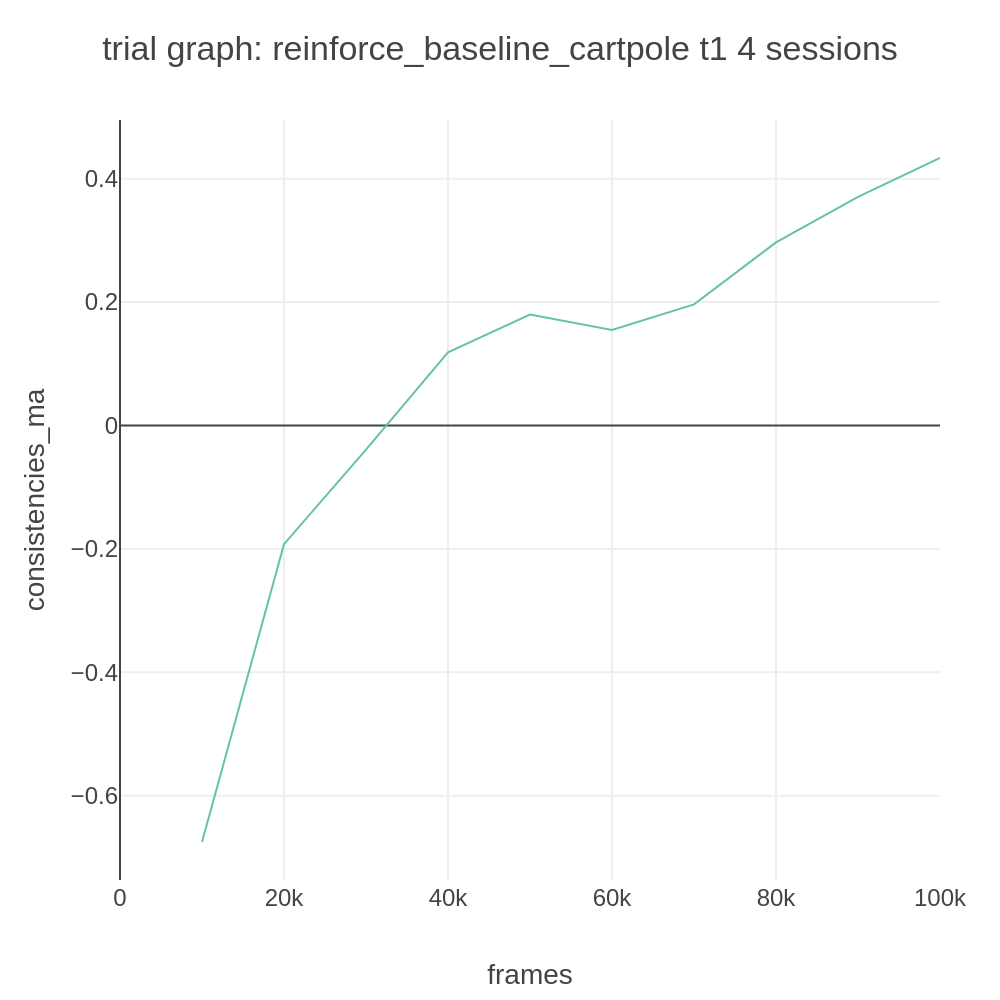 trial graph: reinforce_baseline_cartpole t1 4 sessions
consistencies_ma
0.4
0.2
0
−0.2
−0.4
−0.6
0
20k
40k
60k
80k
100k
frames